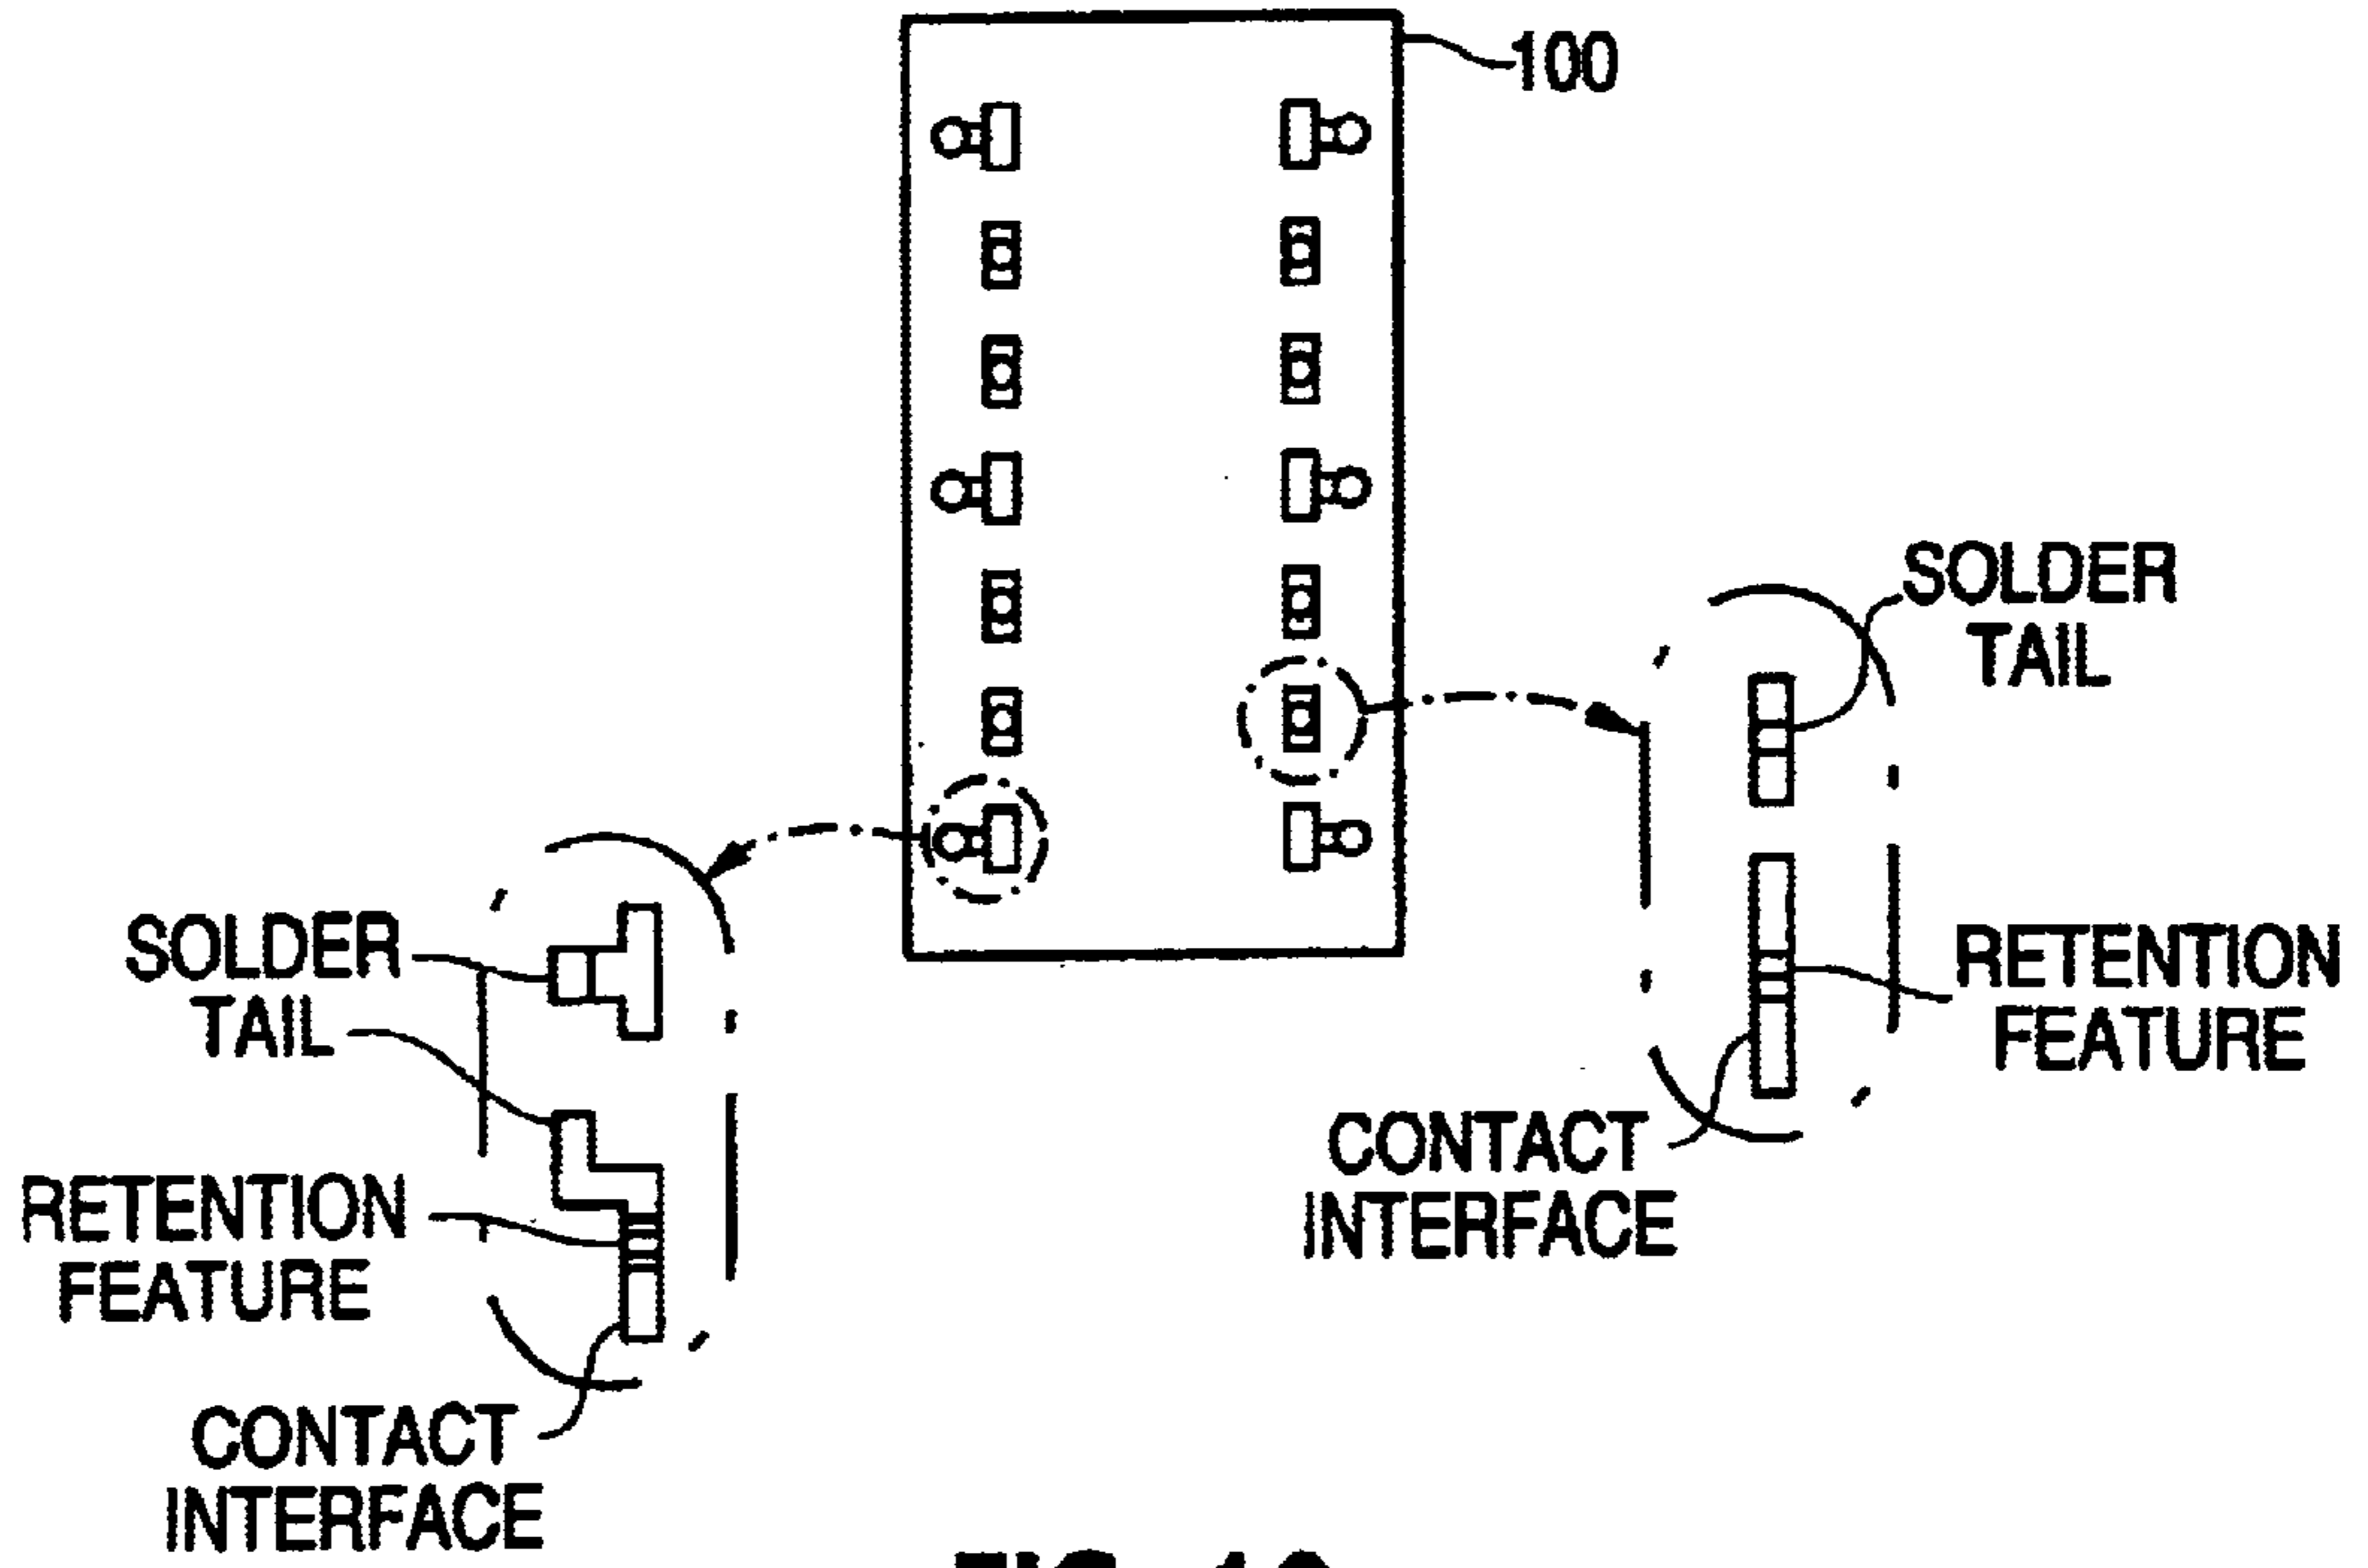 100
SOLDER
TAIL
RETENTION
FEATURE
CONTACT
INTERFACE
SOLDER
TAIL
RETENTION
FEATURE
CONTACT
INTERFACE